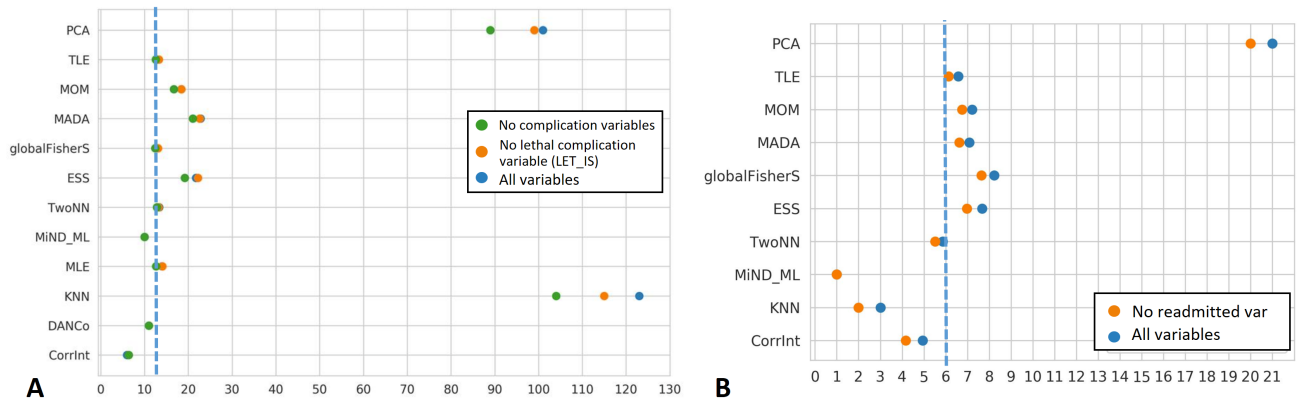 PCA
TLE
MOM
MADA
globalFisherS
ESS
TwoNN
MiND_ML
MLE
KNN
DANCo
CorrInt
0 10 20 30 40 50 60 70 80 90 100 110 120 130
No complication variables
No lethal complication
variable (LET_IS)
All variables
A
PCA
TLE
MOM
MADA
globalFisherS
ESS
TwoNN
MiND_ML
KNN
CorrInt
0 1 2 3 4 5 6 7 8 9 10 11 12 13 14 15 16 17 18 19 20 21
No readmitted var
All variables
B